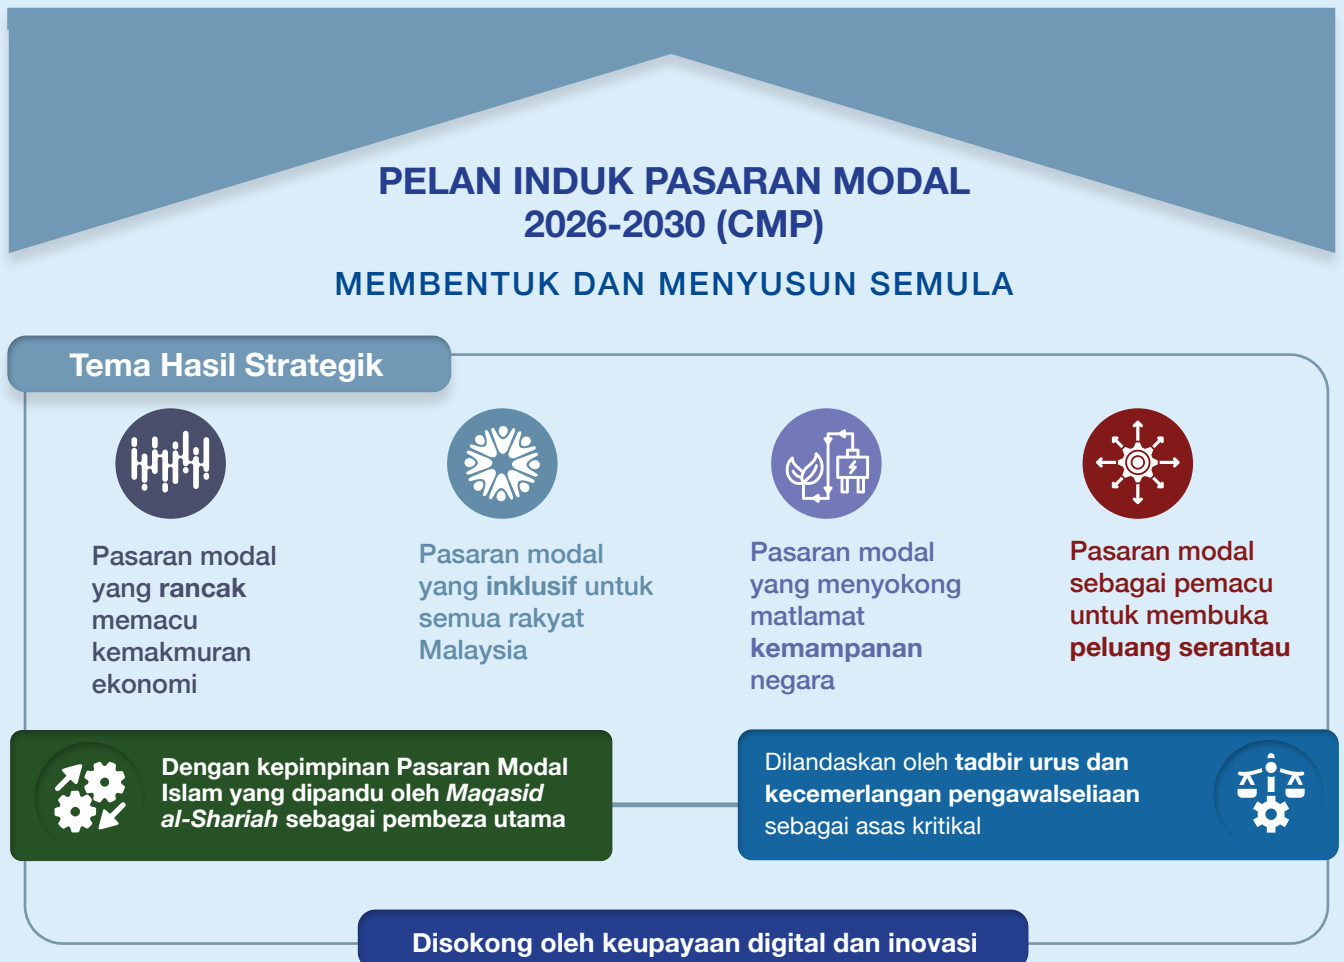 PELAN INDUK PASARAN MODAL
2026-2030 (CMP)
MEMBENTUK DAN MENYUSUN SEMULA
Tema Hasil Strategik
Pasaran modal
yang rancak
memacu
kemakmuran
ekonomi
Pasaran modal
yang inklusif untuk
semua rakyat
Malaysia
Pasaran modal
yang menyokong
matlamat
kemampanan
negara
Pasaran modal
sebagai pemacu
untuk membuka
peluang serantau
Dengan kepimpinan Pasaran Modal
Islam yang dipandu oleh Maqasid
al-Shariah sebagai pembeza utama
Dilandaskan oleh tadbir urus dan
kecemerlangan pengawalseliaan
sebagai asas kritikal
Disokong oleh keupayaan digital dan inovasi